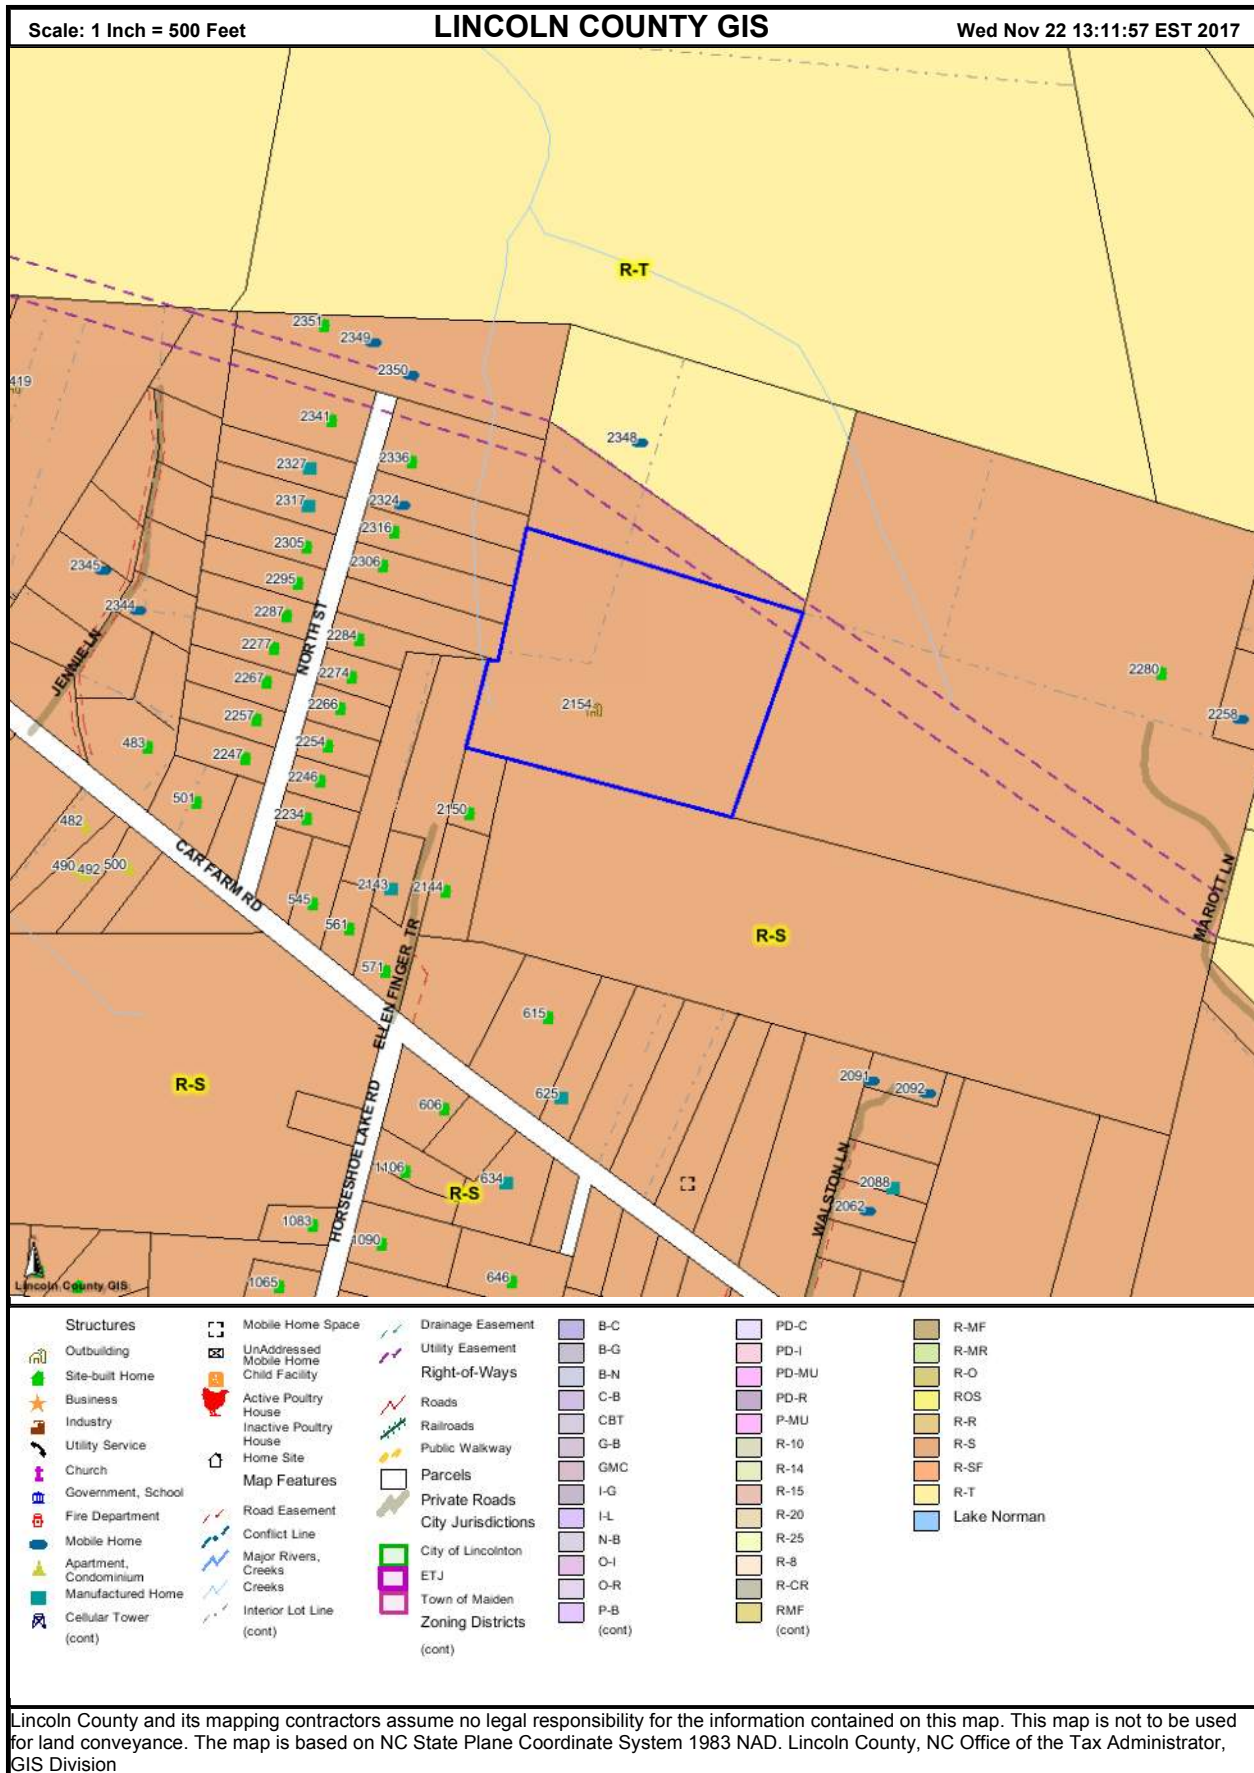 Scale: 1 Inch = 500 Feet
LINCOLN COUNTY GIS
Wed Nov 22 13:11:57 EST 2017
R-T
2351
2349
2350
419
2341
2348
2336
2327
2317
2324
2316
2305
2306
2345
2295
2344
2287
2284
2277
NORTH ST
JENNIE LN
2274
2267
2280
2266
2154
2257
2258
483
2254
2247
2246
501
2150
2234
482
CAR FARM RD
490
492
500
2143
2144
MARIOTT LN
545
561
R-S
571
ELLEN FINGER TR
615
R-S
2091
2092
606
625
HORSESHOE LAKE RD
1106
634
R-S
WALSTON LN
2088
2062
1083
1090
Lincoln County GIS
1065
646
Structures
Outbuilding
Site-built Home
Business
Industry
Utility Service
Church
Government, School
Fire Department
Mobile Home
Apartment,
Condominium
Manufactured Home
Cellular Tower
(cont)
Mobile Home Space
UnAddressed
Mobile Home
Child Facility
Active Poultry
House
Inactive Poultry
House
Home Site
Map Features
Road Easement
Conflict Line
Major Rivers,
Creeks
Creeks
Interior Lot Line
(cont)
Drainage Easement
Utility Easement
Right-of-Ways
Roads
Railroads
Public Walkway
Parcels
Private Roads
City Jurisdictions
City of Lincolnton
ETJ
Town of Maiden
Zoning Districts
(cont)
B-C
B-G
B-N
C-B
CBT
G-B
GMC
I-G
I-L
N-B
O-I
O-R
P-B
(cont)
PD-C
PD-I
PD-MU
PD-R
P-MU
R-10
R-14
R-15
R-20
R-25
R-8
R-CR
RMF
(cont)
R-MF
R-MR
R-O
ROS
R-R
R-S
R-SF
R-T
Lake Norman
Lincoln County and its mapping contractors assume no legal responsibility for the information contained on this map. This map is not to be used
for land conveyance. The map is based on NC State Plane Coordinate System 1983 NAD. Lincoln County, NC Office of the Tax Administrator,
GIS Division